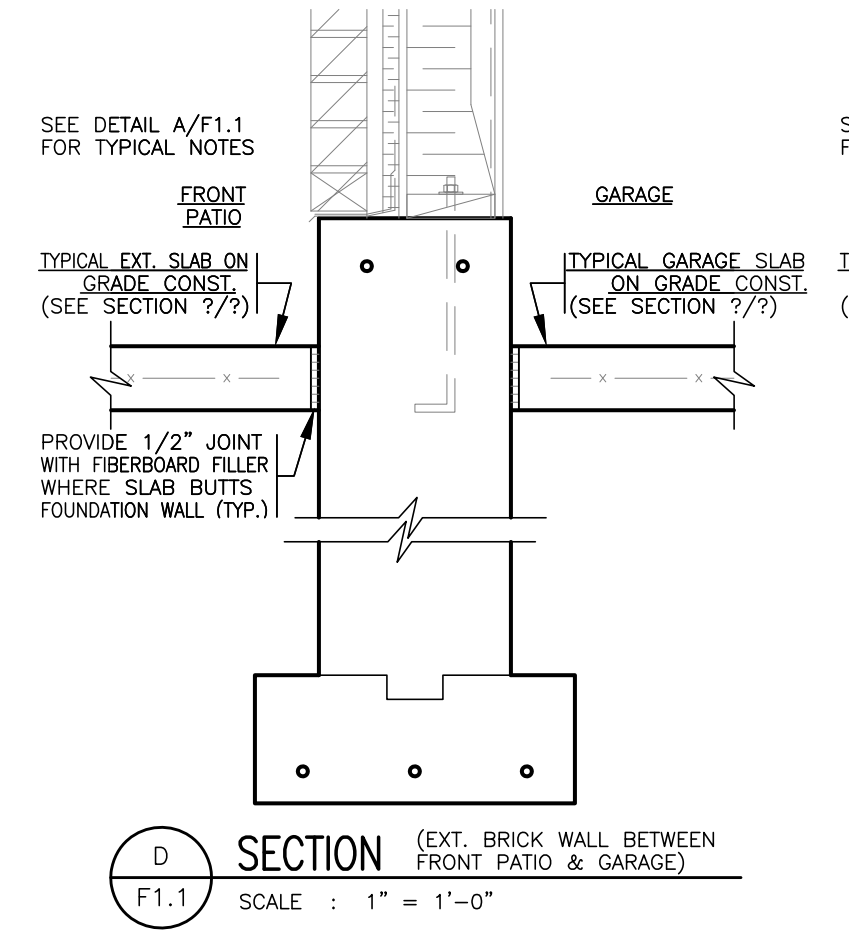 SEE DETAIL A/F1.1
FOR TYPICAL NOTES
FRONT
PATIO
GARAGE
TYPICAL EXT. SLAB ON
GRADE CONST.
(SEE SECTION ?/?)
TYPICAL GARAGE SLAB
ON GRADE CONST.
(SEE SECTION ?/?)
PROVIDE 1/2" JOINT
WITH FIBERBOARD FILLER
WHERE SLAB BUTTS
FOUNDATION WALL (TYP.)
D
F1.1
SECTION
(EXT. BRICK WALL BETWEEN
FRONT PATIO & GARAGE)
SCALE : 1" = 1'-0"